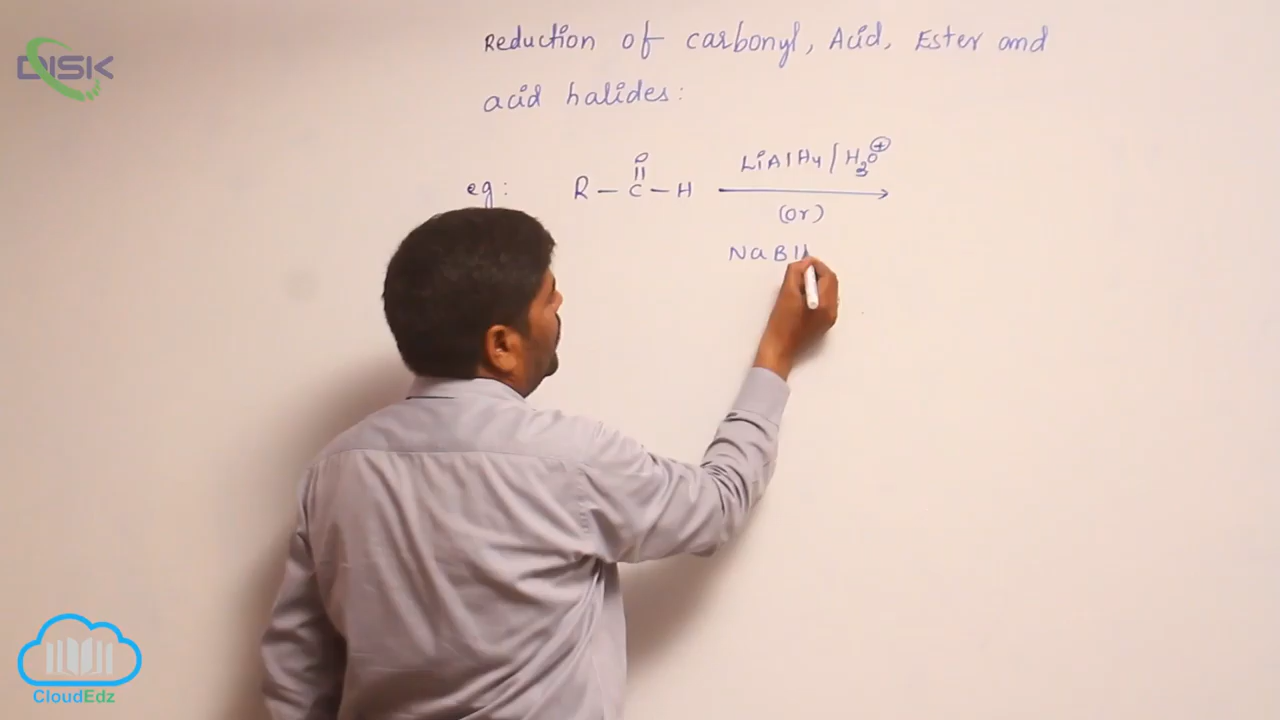 DISK
Reduction of carbonyl, Acid, Ester and
acid halides:
eg: R - C - H LiAlH4 / H3O+
O
(or)
NaBH
CloudEdz